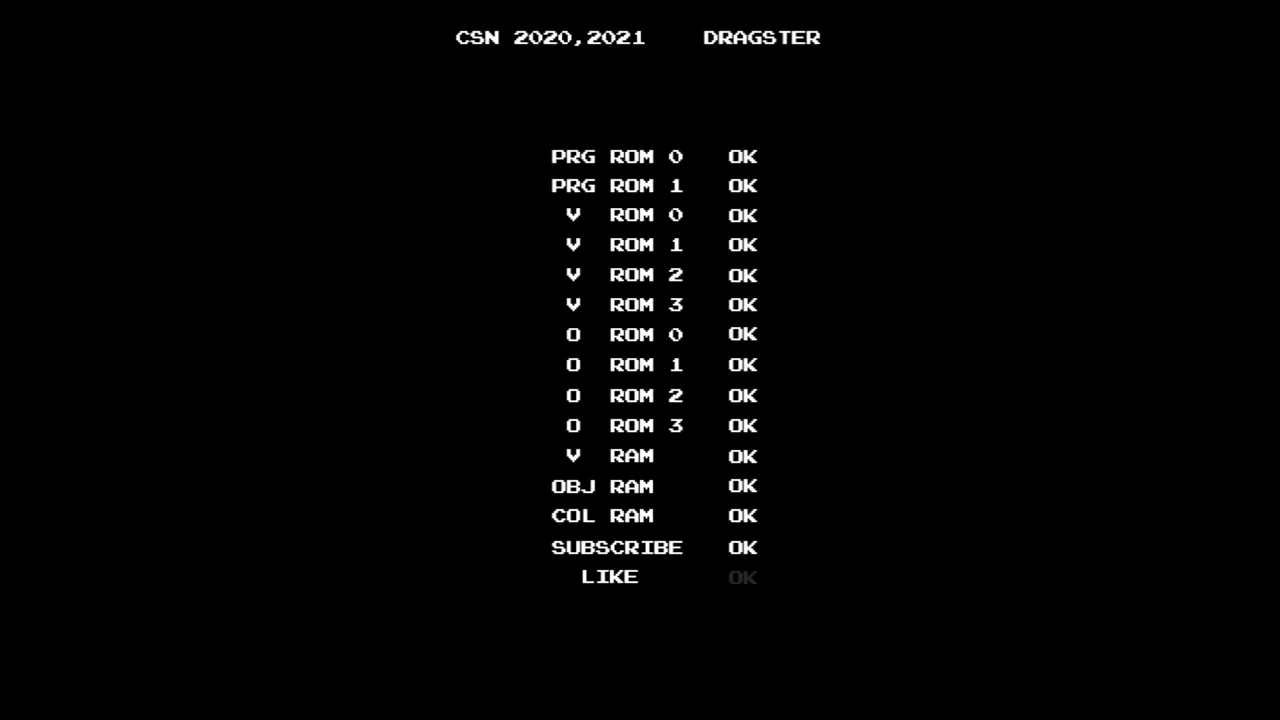 CSN 2020,2021 DRAGSTER
PRG ROM 0 OK
PRG ROM 1 OK
V ROM 0 OK
V ROM 1 OK
V ROM 2 OK
V ROM 3 OK
O ROM 0 OK
O ROM 1 OK
O ROM 2 OK
O ROM 3 OK
V RAM OK
OBJ RAM OK
COL RAM OK
SUBSCRIBE OK
LIKE OK